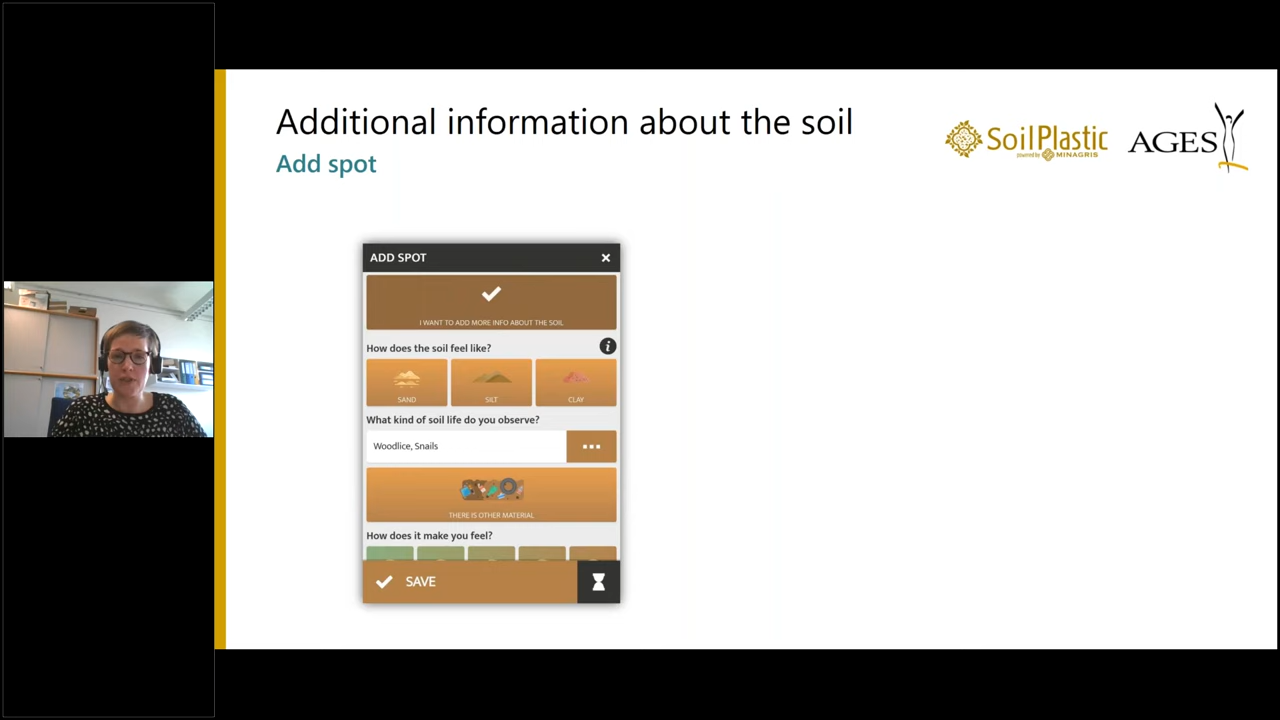 Additional information about the soil
Add spot
SoilPlastic
powered by MINAGRIS
AGES
ADD SPOT
I WANT TO ADD MORE INFO ABOUT THE SOIL
How does the soil feel like?
SAND
SILT
CLAY
What kind of soil life do you observe?
Woodlice, Snails
THERE IS OTHER MATERIAL
How does it make you feel?
SAVE